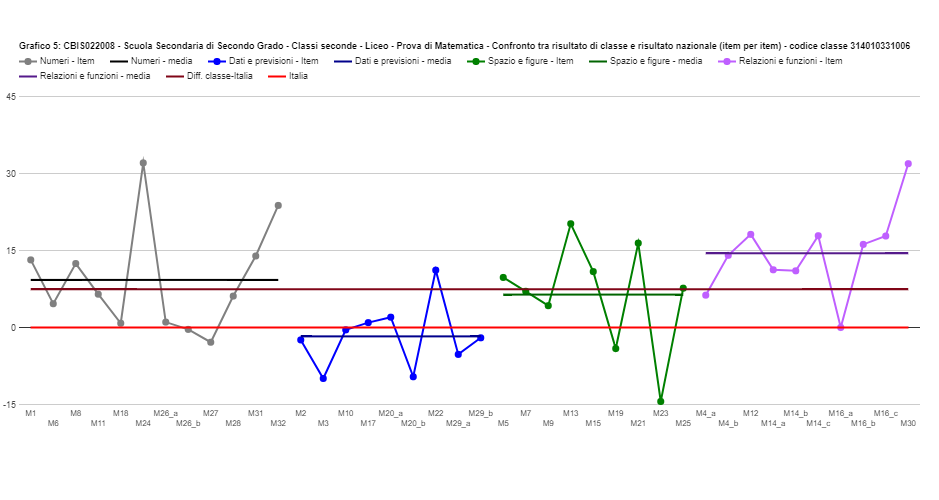 Grafico 5: CBIS022008 - Scuola Secondaria di Secondo Grado - Classi seconde - Liceo - Prova di Matematica - Confronto tra risultato di classe e risultato nazionale (item per item) - codice classe 314010331006
Numeri - Item Numeri - media Dati e previsioni - Item Dati e previsioni - media Spazio e figure - Item Spazio e figure - media Relazioni e funzioni - Item
Relazioni e funzioni - media Diff. classe-Italia Italia
45
30
15
0
-15
M1 M8 M18 M26_a M27 M31 M2 M10 M20_a M22 M29_b M7 M13 M19 M23 M4_a M12 M14_b M16_a M16_c
M6 M11 M24 M26_b M28 M32 M3 M17 M20_b M29_a M5 M9 M15 M21 M25 M4_b M14_a M14_c M16_b M30